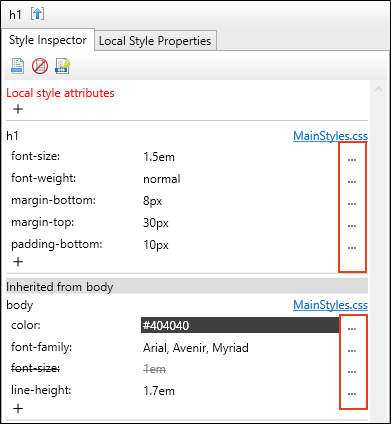 h1
Style Inspector Local Style Properties
Local style attributes
+
h1 MainStyles.css
font-size: 1.5em ...
font-weight: normal ...
margin-bottom: 8px ...
margin-top: 30px ...
padding-bottom: 10px ...
+
Inherited from body
body MainStyles.css
color: #404040 ...
font-family: Arial, Avenir, Myriad ...
font-size: 1em ...
line-height: 1.7em ...
+